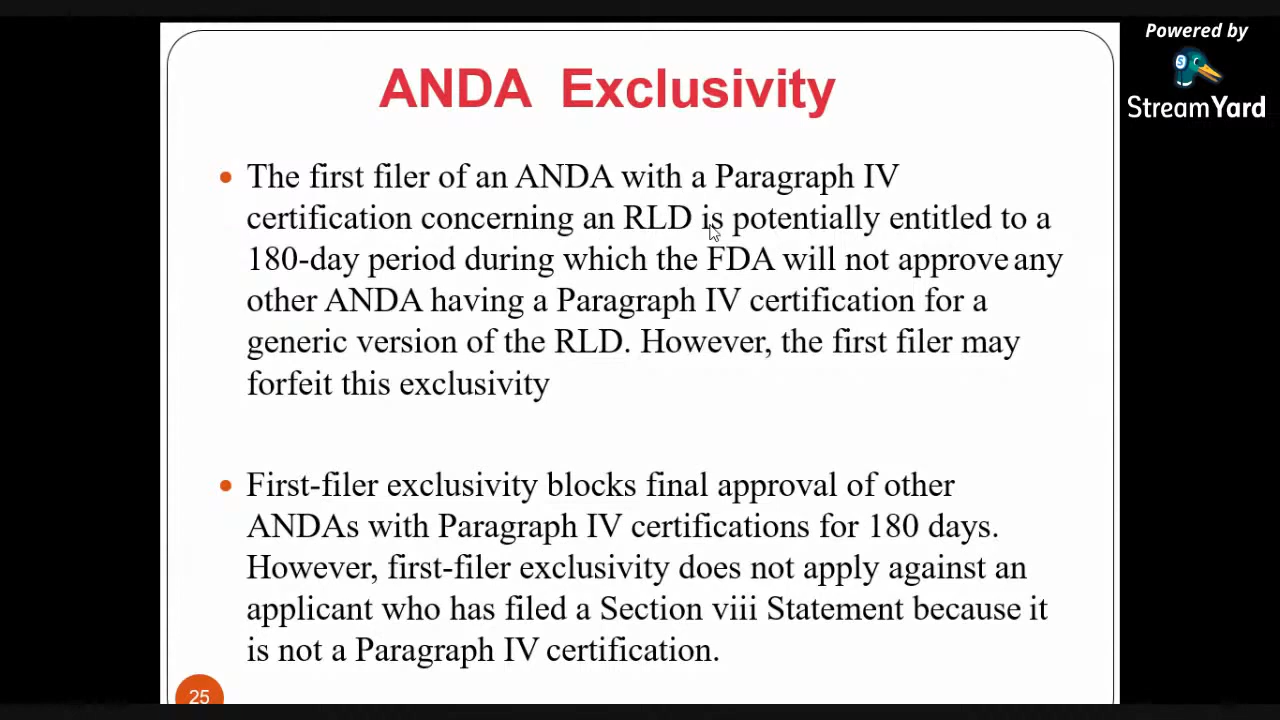 Powered by
StreamYard
ANDA Exclusivity
• The first filer of an ANDA with a Paragraph IV
certification concerning an RLD is potentially entitled to a
180-day period during which the FDA will not approve any
other ANDA having a Paragraph IV certification for a
generic version of the RLD. However, the first filer may
forfeit this exclusivity
• First-filer exclusivity blocks final approval of other
ANDAs with Paragraph IV certifications for 180 days.
However, first-filer exclusivity does not apply against an
applicant who has filed a Section viii Statement because it
is not a Paragraph IV certification.
25